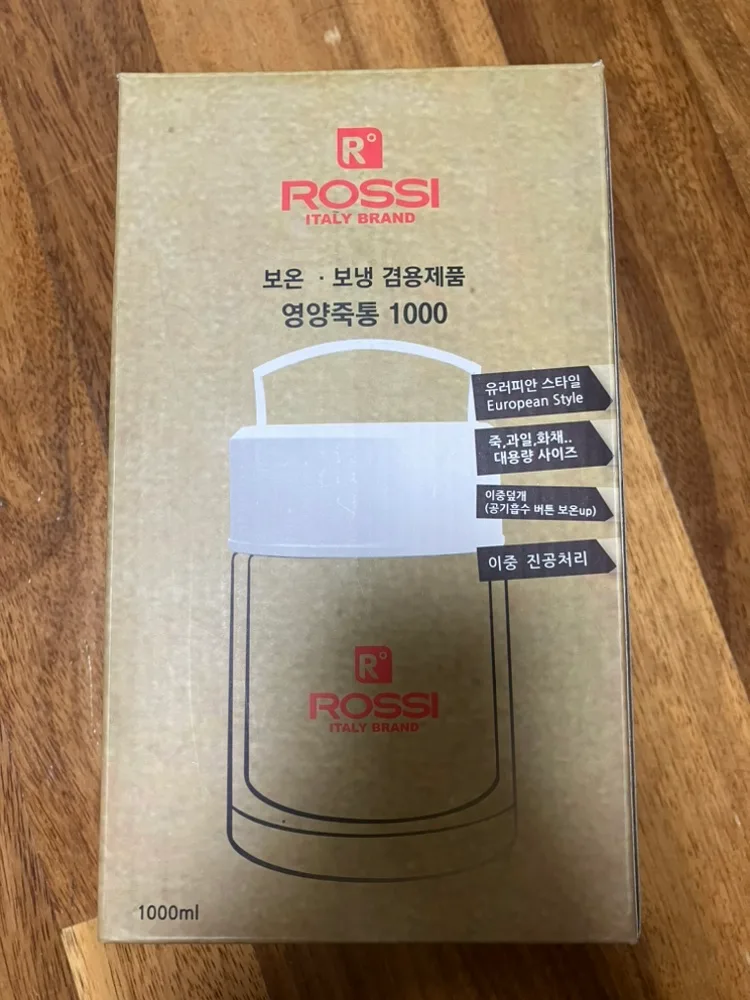 R°
ROSSI
ITALY BRAND
보온 · 보냉 겸용제품
영양죽통 1000
유러피안 스타일
European Style
죽,과일,화채..
대용량 사이즈
이중덮개
(공기흡수 버튼 보온up)
이중 진공처리
R°
ROSSI
ITALY BRAND
1000ml